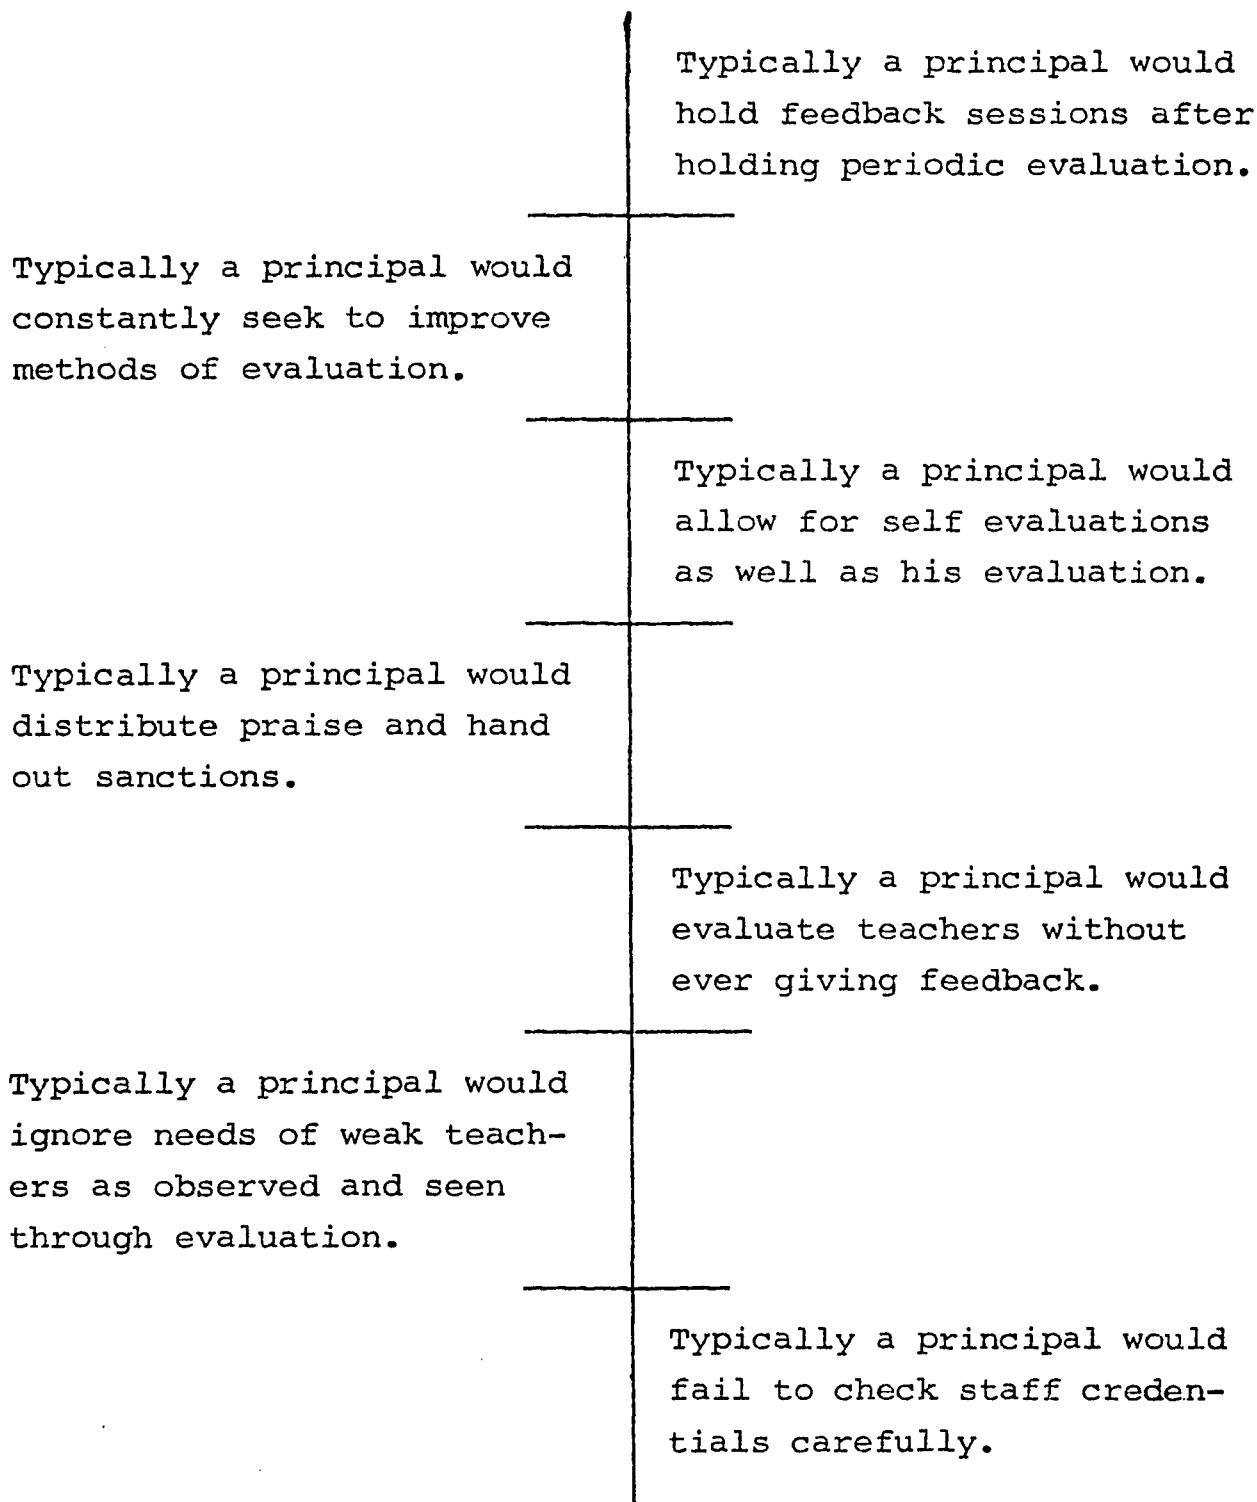 Typically a principal would
hold feedback sessions after
holding periodic evaluation.
Typically a principal would
constantly seek to improve
methods of evaluation.
Typically a principal would
allow for self evaluations
as well as his evaluation.
Typically a principal would
distribute praise and hand
out sanctions.
Typically a principal would
evaluate teachers without
ever giving feedback.
Typically a principal would
ignore needs of weak teach-
ers as observed and seen
through evaluation.
Typically a principal would
fail to check staff creden-
tials carefully.